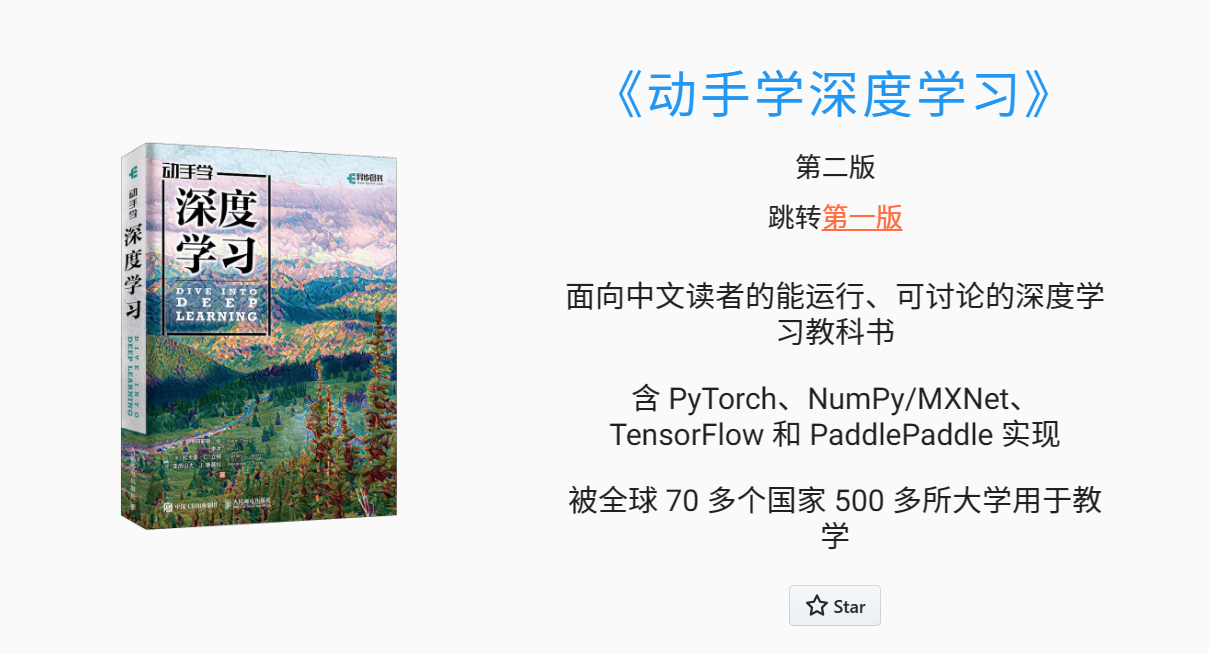 《动手学深度学习》
第二版
跳转第一版
面向中文读者的能运行、可讨论的深度学
习教科书
含 PyTorch、NumPy/MXNet、
TensorFlow 和 PaddlePaddle 实现
被全球 70 多个国家 500 多所大学用于教
学
Star
动手学
深度学习
DIVE INTO
DEEP LEARNING
动手学
异步图书
深度
学习
DIVE INTO
DEEP
LEARNING